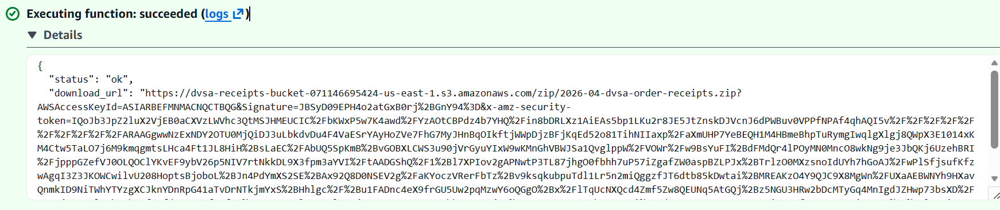 Executing function: succeeded (logs)
Details
{
"status": "ok",
"download_url": "https://dvsa-receipts-bucket-071146695424-us-east-1.s3.amazonaws.com/zip/2026-04-dvsa-order-receipts.zip?
AWSAccessKeyId=ASIARBEFMNMACNQCTBQG&Signature=JBSyD09EPH4o2atGxB0rj%2BGnY94%3D&x-amz-security-
token=IQoJb3JpZ2luX2VjEB0aCXVzLWVhc3QtMSJHMEUCIC%2FbKWxP5w7K4awd%2FYzAOtCBPdz4b7YHQ%2Fin8bDRLXz1AiEAs5bp1LKu2r8JE5JtZnskDJVcnJ6dPWBuv0VPPfNPAf4qhAQI5v%2F%2F%2F%2F%2F
%2F%2F%2F%2F%2FARAAGgwwNzExNDY2OTU0MjQiDJ3uLbkdvDu4F4VaESrYAyHoZVe7FhG7MyJHnBqOIkftjWWpDjzBFjKqEd52o81TihNIIaxp%2FaXmUHP7YeBEQH1M4HBmeBhpTuRymgIwqlgXlgj8QWpX3E1014xK
M4Ctw5TaLO7j6M9kmqgmtsLHca4Ft1JL8HiH%2BsLaEC%2FAbUQ5SpKmB%2BvGOBXLCWS3u90jVrGyuYIxW9wKMnGhVBWJSa1QvglppW%2FVOWr%2Fw9BsYuFI%2BdFMdQr4lPOyMN0MncO8wkNg9je3JbQKj6UzehBRI
%2FjpppGZefVJ0OLQOClYKvEF9ybV26p5NIV7rtNkkDL9X3fpm3aYVI%2FtAADGShQ%2F1%2Bl7XPIov2gAPNwtP3TL87jhgO0fbhh7uP57iZgafZW0aspBZLPJx%2BTrlzO0MXzsnoIdUYh7hGoAJ%2FwPlSfjsufKfz
wAgqI3Z3JKOWCwilvU208HoptsBjoboL%2BJn4PdYmXS2SE%2BAx92Q8D0NSEV2g%2FaKYoczVRerFbTz%2Bv9ksqkubpuTdl1Lr5n2miQggzfJT6dtb85kDwtai%2BMREAKzO4Y9QJC9X8MgWn%2FUXaAEBWNYh9HXav
QnmkID9NiTWhYTYzgXCJknYDnRpG41aTvDrNTkjmYxS%2BHhlgc%2F%2Bu1FADnc4eX9frGU5Uw2pqMzwY6oQGgO%2Bx%2FlTqUcNXQcd4Zmf5Zw8QEUNq5AtGQj%2Bz5NGU3HRw2bDcMTyGq4MnIgdJZHwp73bsXD%2F